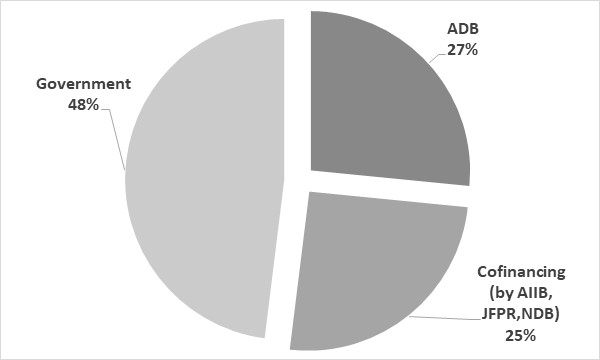 ADB
27%
Government
48%
Cofinancing
(by AIIB,
JFPR,NDB)
25%